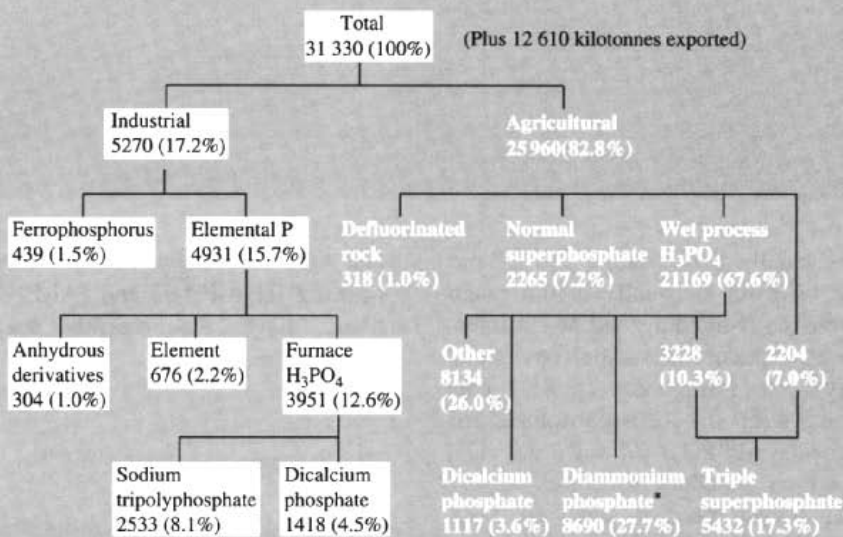 Total
31 330 (100%)
(Plus 12 610 kilotonnes exported)
Industrial
5270 (17.2%)
Agricultural
25960(82.8%)
Ferrophosphorus
439 (1.5%)
Elemental P
4931 (15.7%)
Defluorinated
rock
318 (1.0%)
Normal
superphosphate
2265 (7.2%)
Wet process
H₃PO₄
21169 (67.6%)
Anhydrous
derivatives
304 (1.0%)
Element
676 (2.2%)
Furnace
H₃PO₄
3951 (12.6%)
Other
8134
(26.0%)
3228
(10.3%)
2204
(7.0%)
Sodium
tripolyphosphate
2533 (8.1%)
Dicalcium
phosphate
1418 (4.5%)
Dicalcium
phosphate
1117 (3.6%)
Diammonium
phosphate*
8690 (27.7%)
Triple
superphosphate
5432 (17.3%)